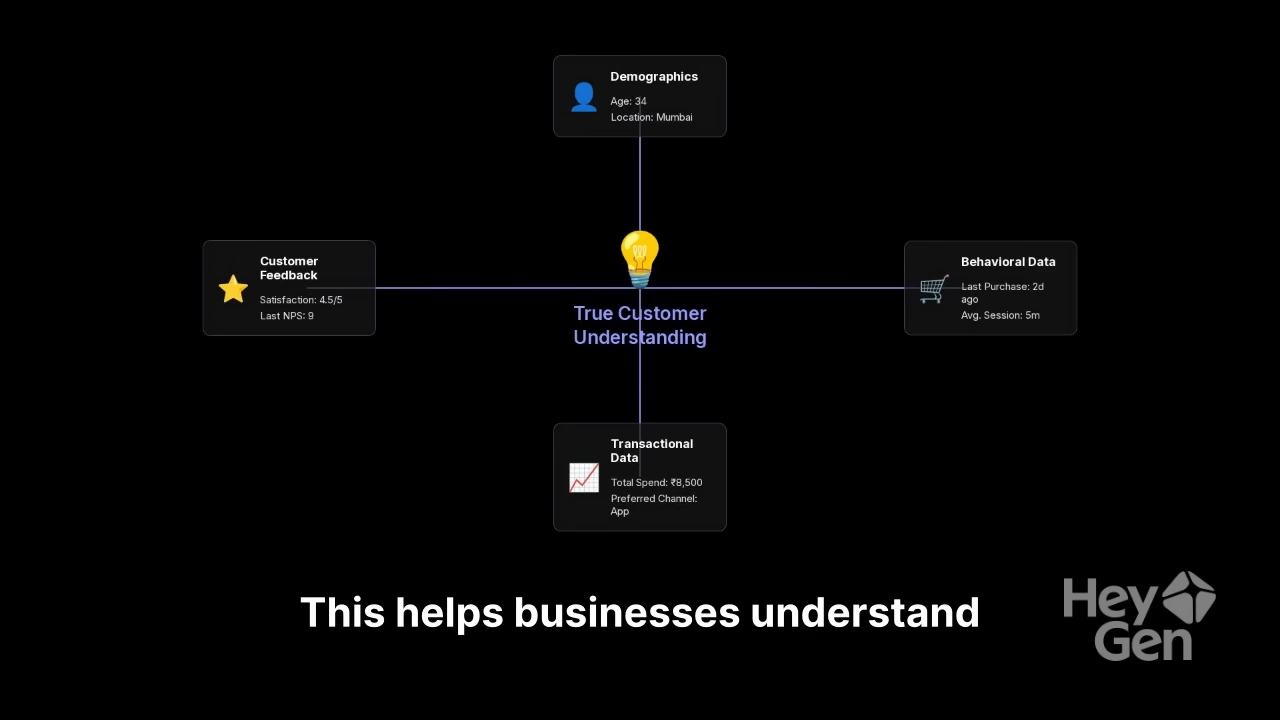 Demographics
Age: 34
Location: Mumbai
Customer
Feedback
Satisfaction: 4.5/5
Last NPS: 9
True Customer
Understanding
Behavioral Data
Last Purchase: 2d
ago
Avg. Session: 5m
Transactional
Data
Total Spend: ₹8,500
Preferred Channel:
App
This helps businesses understand
Hey
Gen